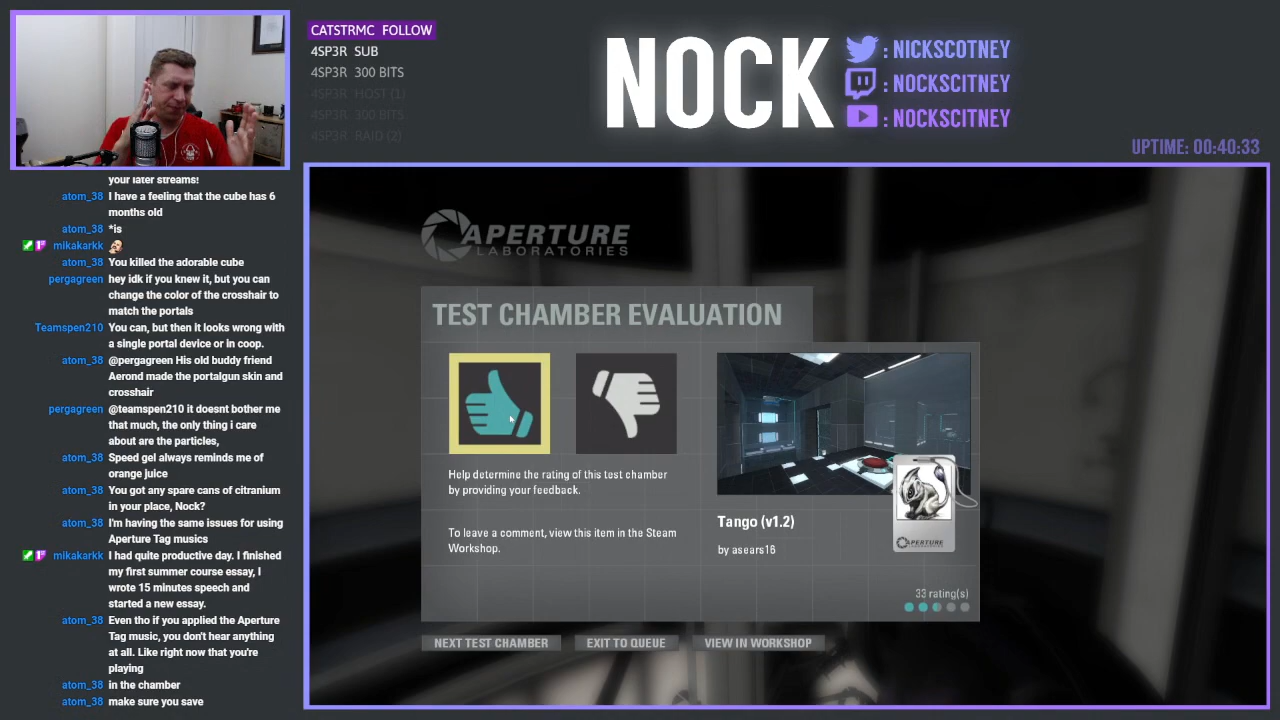 CATSTRMC FOLLOW
4SP3R SUB
4SP3R 300 BITS
4SP3R HOST (1)
4SP3R 300 BITS
4SP3R RAID (2)
NOCK
: NICKSCOTNEY
: NOCKSCITNEY
: NOCKSCITNEY
UPTIME: 00:40:33
your later streams!
atom_38 I have a feeling that the cube has 6
months old
atom_38 *is
mikakarkk
atom_38 You killed the adorable cube
pergagreen hey idk if you knew it, but you can
change the color of the crosshair to
match the portals
Teamspen210 You can, but then it looks wrong with
a single portal device or in coop.
atom_38 @pergagreen His old buddy friend
Aerond made the portalgun skin and
crosshair
pergagreen @teamspen210 it doesnt bother me
that much, the only thing i care
about are the particles,
atom_38 Speed gel always reminds me of
orange juice
atom_38 You got any spare cans of citranium
in your place, Nock?
atom_38 I'm having the same issues for using
Aperture Tag musics
mikakarkk I had quite productive day. I finished
my first summer course essay, I
wrote 15 minutes speech and
started a new essay.
atom_38 Even tho if you applied the Aperture
Tag music, you don't hear anything
at all. Like right now that you're
playing
atom_38 in the chamber
atom_38 make sure you save
APERTURE
LABORATORIES
TEST CHAMBER EVALUATION
Help determine the rating of this test chamber
by providing your feedback.
To leave a comment, view this item in the Steam
Workshop.
Tango (v1.2)
by asears16
APERTURE
33 rating(s)
NEXT TEST CHAMBER
EXIT TO QUEUE
VIEW IN WORKSHOP